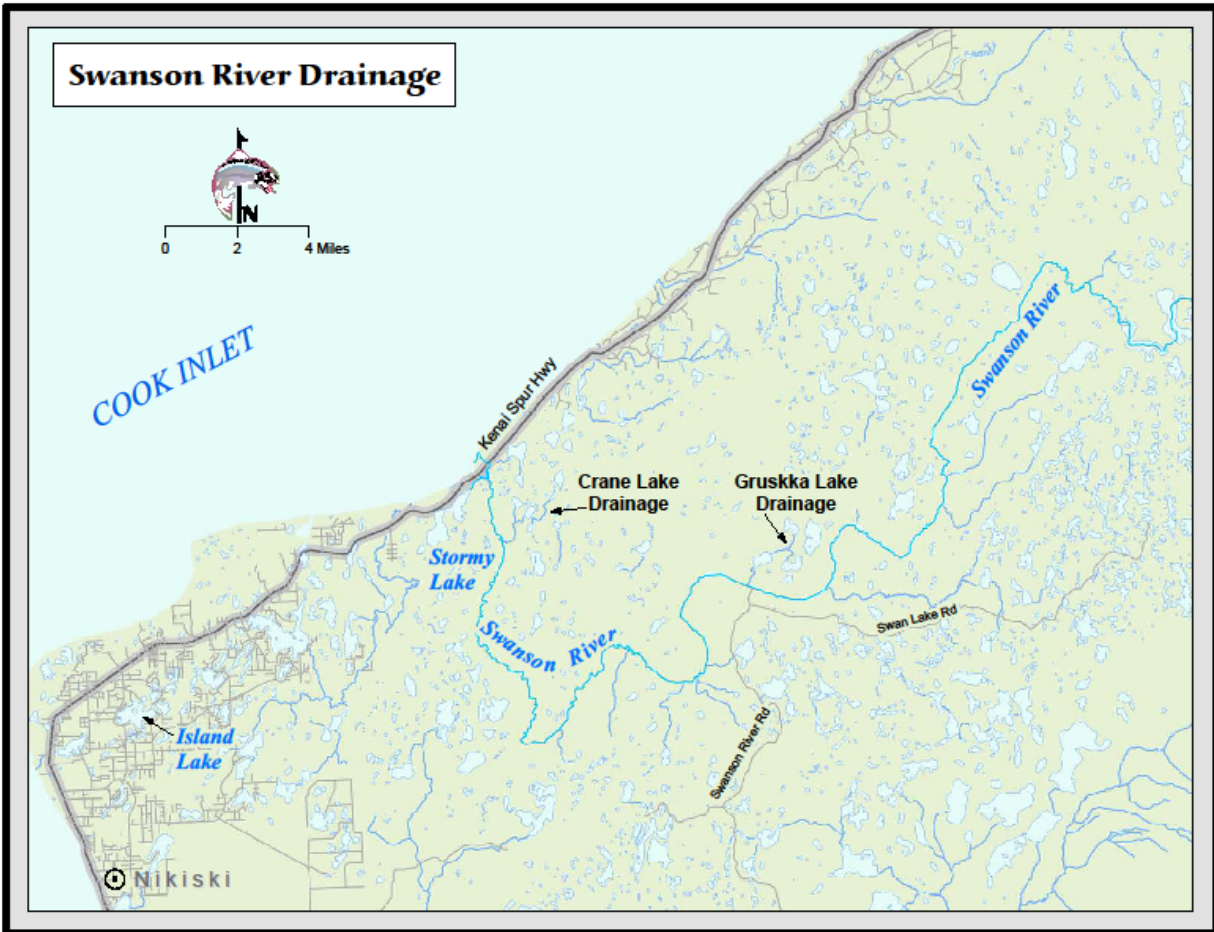 Swanson River Drainage
N
0 2 4 Miles
COOK INLET
Kenai Spur Hwy
Swanson River
Crane Lake
Drainage
Gruskka Lake
Drainage
Stormy
Lake
Swan Lake Rd
Swanson River
Swanson River Rd
Island
Lake
Nikiski